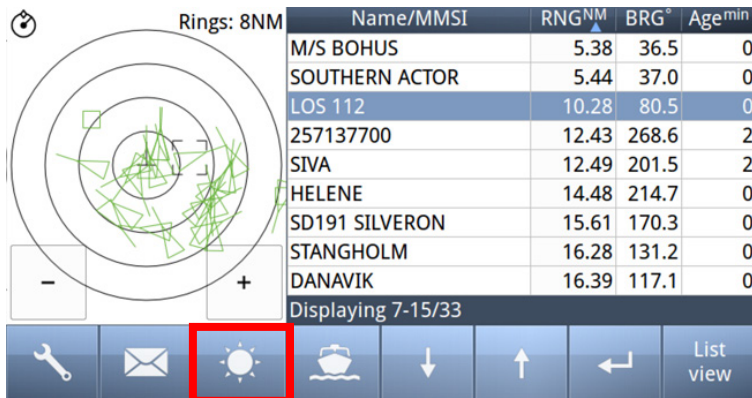 Rings: 8NM
Name/MMSI RNG NM BRG° Age min
M/S BOHUS 5.38 36.5 0
SOUTHERN ACTOR 5.44 37.0 0
LOS 112 10.28 80.5 0
257137700 12.43 268.6 2
SIVA 12.49 201.5 2
HELENE 14.48 214.7 0
SD191 SILVERON 15.61 170.3 0
STANGHOLM 16.28 131.2 0
DANAVIK 16.39 117.1 0
- +
Displaying 7-15/33
List
view